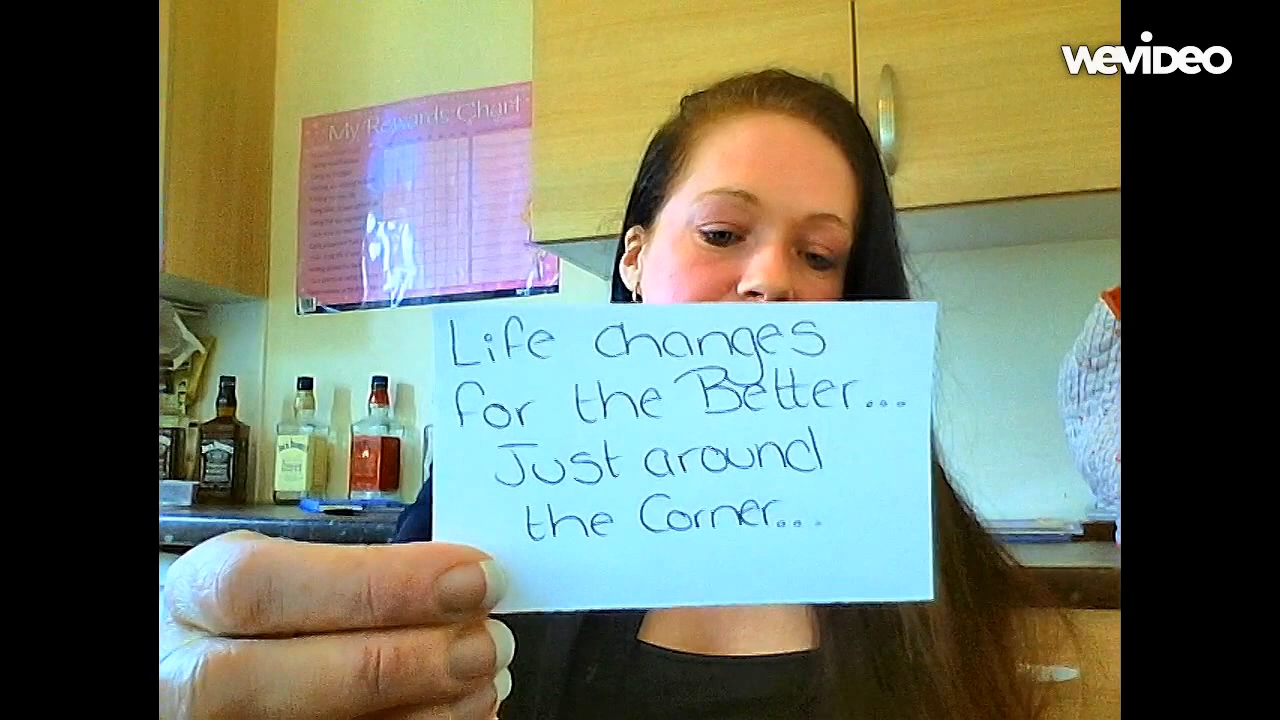 WEVIDEO
My Rewards Chart
Life changes
for the Better...
Just around
the Corner...